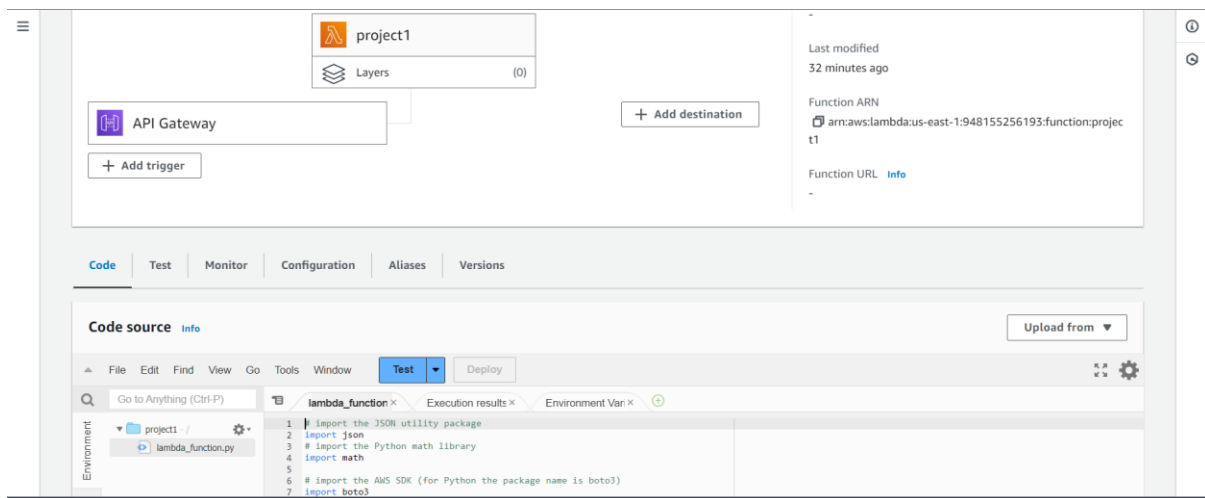 project1
Layers
(0)
API Gateway
+ Add trigger
+ Add destination
-
Last modified
32 minutes ago
Function ARN
arn:aws:lambda:us-east-1:948155256193:function:projec
t1
Function URL Info
-
Code Test Monitor Configuration Aliases Versions
Code source Info
Upload from
File Edit Find View Go Tools Window Test Deploy
Go to Anything (Ctrl-P)
lambda_function × Execution results × Environment Vari ×
Environment
project1 - /
lambda_function.py
1 # import the JSON utility package
2 import json
3 # import the Python math library
4 import math
5
6 # import the AWS SDK (for Python the package name is boto3)
7 import boto3